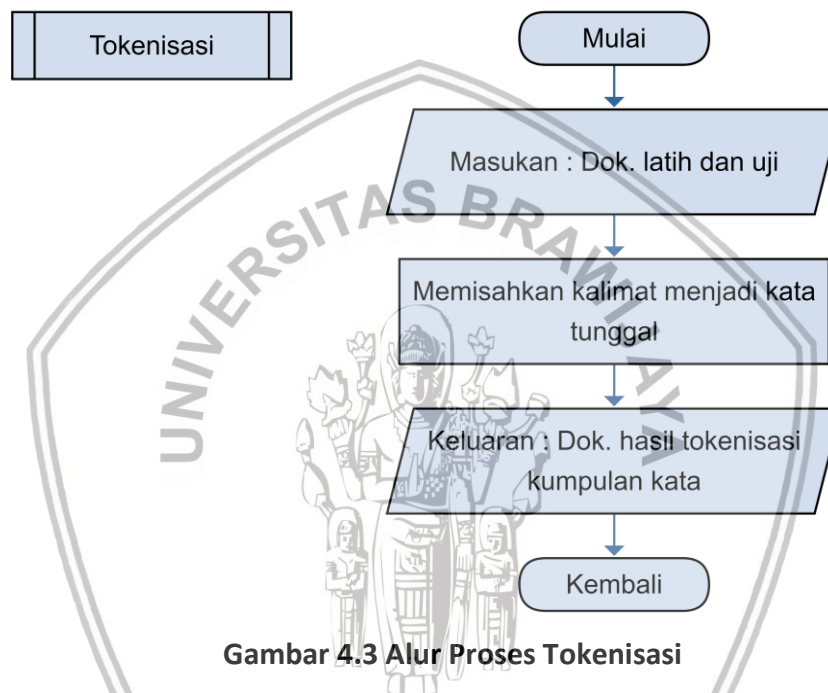 Tokenisasi
Mulai
Masukan : Dok. latih dan uji
Memisahkan kalimat menjadi kata
tunggal
Keluaran : Dok. hasil tokenisasi
kumpulan kata
Kembali
UNIVERSITAS BRAWIJAYA
Gambar 4.3 Alur Proses Tokenisasi